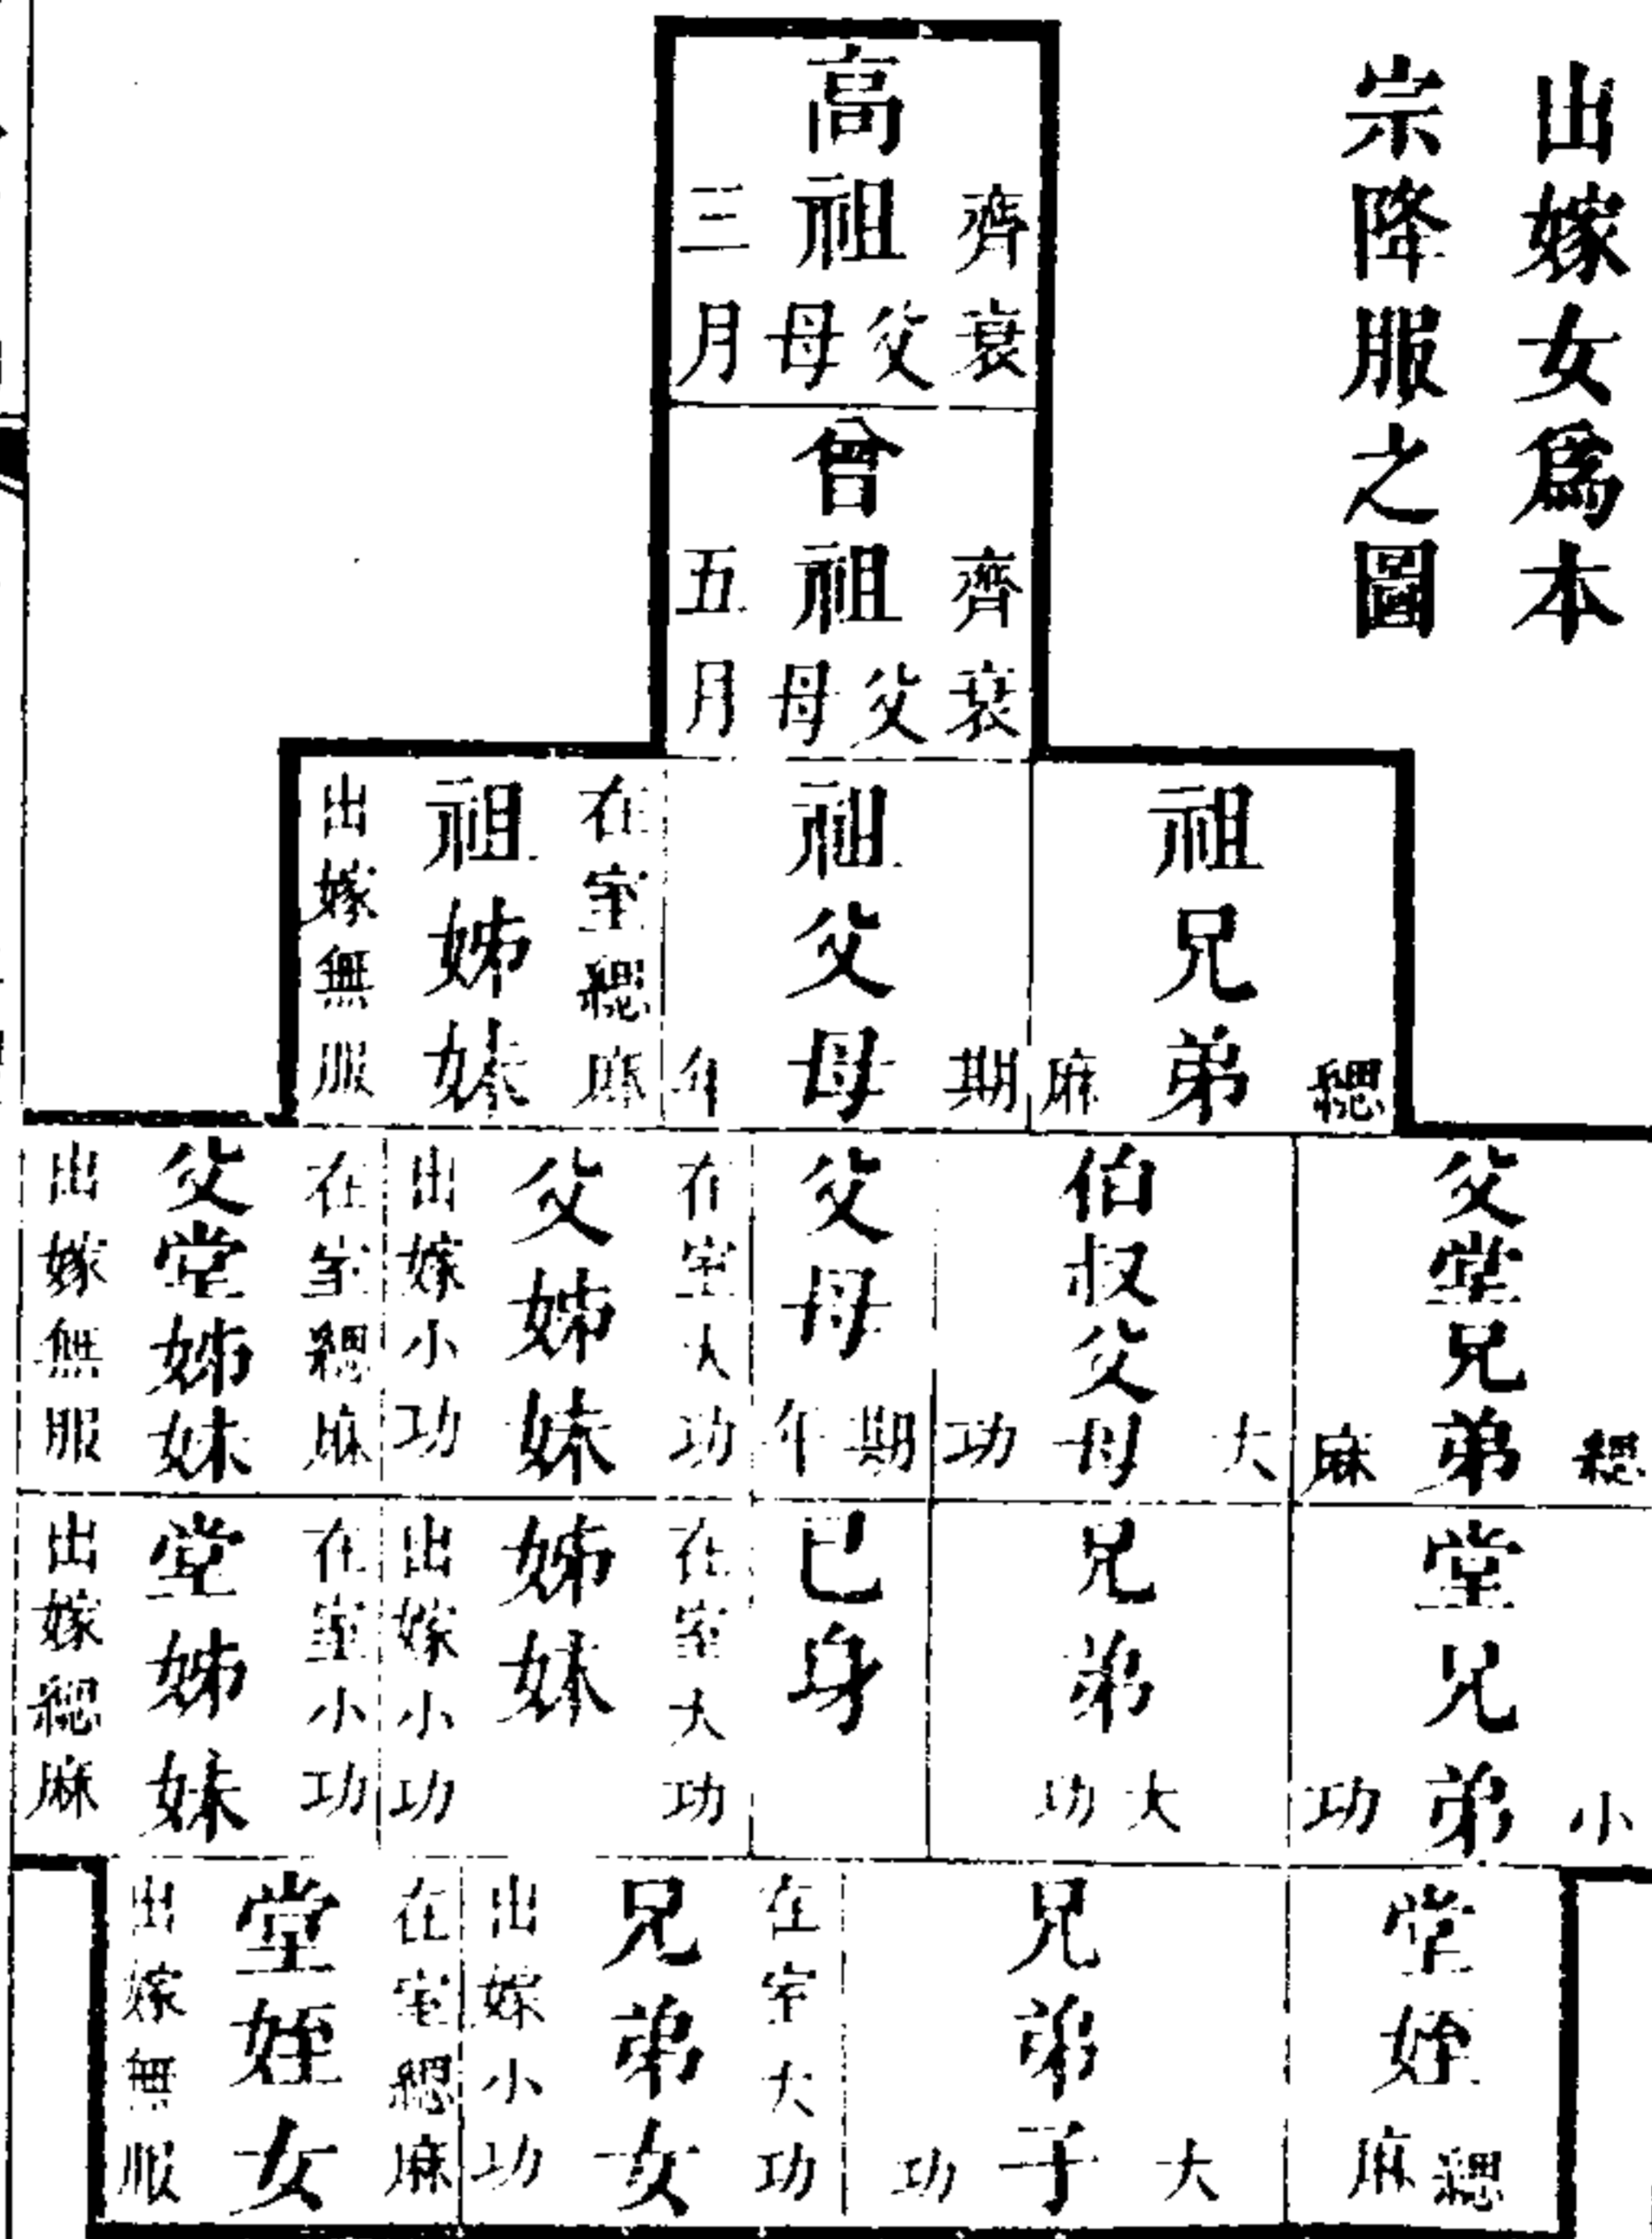 出嫁女爲本
宗降服之圖
高祖父母
齊衰三月
曾祖父母
齊衰五月
祖兄弟
緦麻
祖父母
期年
祖姊妹
在室緦麻
出嫁無服
父堂兄弟
緦麻
伯叔父母
大功
父母
期年
父姊妹
在室大功
出嫁小功
父堂姊妹
在室緦麻
出嫁無服
堂兄弟
小功
兄弟
大功
己身
姊妹
在室大功
出嫁小功
堂姊妹
在室小功
出嫁緦麻
堂姪
緦麻
兄弟子
大功
兄弟女
在室大功
出嫁小功
堂姪女
在室緦麻
出嫁無服